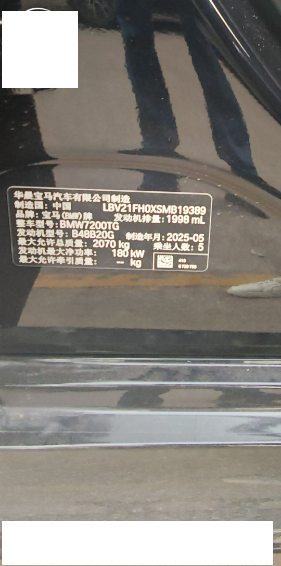 华晨宝马汽车有限公司制造
制造国：中国 LBV21FH0XSMB19389
品牌：宝马(BMW)牌 发动机排量：1998 mL
整车型号：BMW7200TG
发动机型号：B48B20G 制造年月：2025-05
最大允许总质量：2070 kg 乘坐人数：5
发动机最大净功率：180 kW
最大允许牵引质量：-- kg